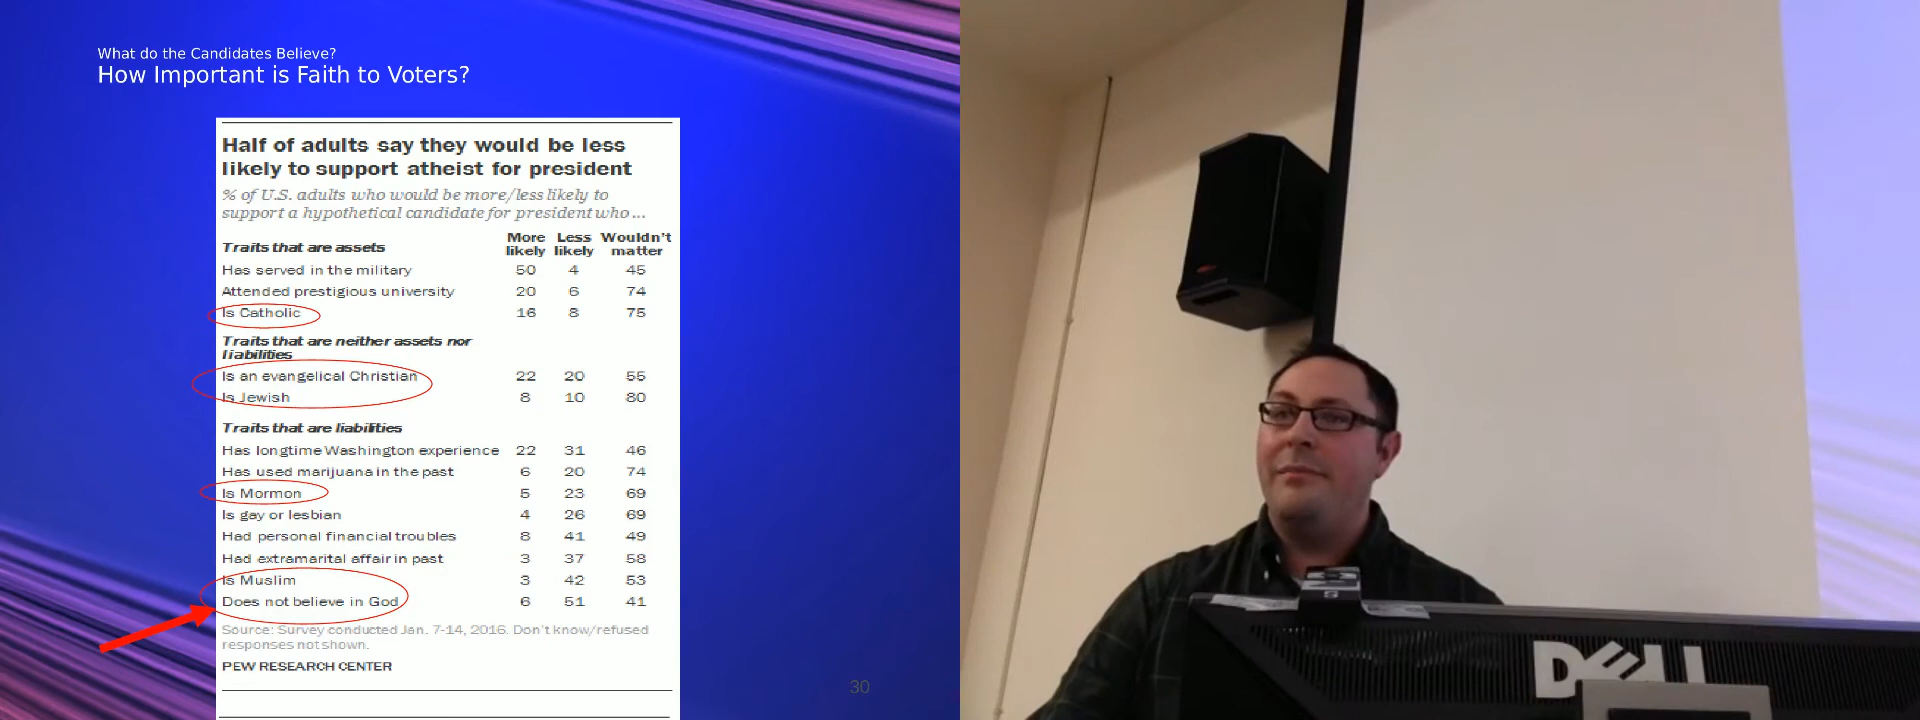 What do the Candidates Believe?
How Important is Faith to Voters?
Half of adults say they would be less
likely to support atheist for president
% of U.S. adults who would be more/less likely to
support a hypothetical candidate for president who ...
Traits that are assets More likely Less likely Wouldn't matter
Has served in the military 50 4 45
Attended prestigious university 20 6 74
Is Catholic 16 8 75
Traits that are neither assets nor
liabilities
Is an evangelical Christian 22 20 55
Is Jewish 8 10 80
Traits that are liabilities
Has longtime Washington experience 22 31 46
Has used marijuana in the past 6 20 74
Is Mormon 5 23 69
Is gay or lesbian 4 26 69
Had personal financial troubles 8 41 49
Had extramarital affair in past 3 37 58
Is Muslim 3 42 53
Does not believe in God 6 51 41
Source: Survey conducted Jan. 7-14, 2016. Don't know/refused
responses not shown.
PEW RESEARCH CENTER
30
DELL